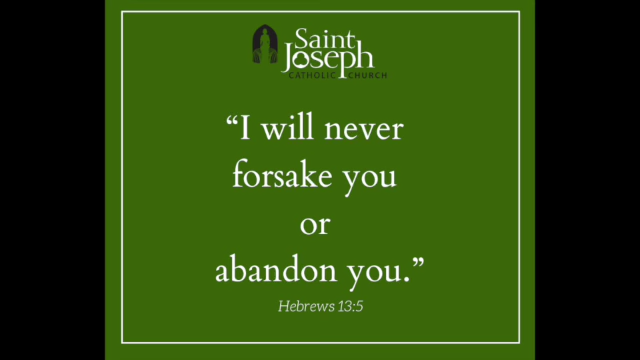 Saint
Joseph
CATHOLIC CHURCH
“I will never
forsake you
or
abandon you.”
Hebrews 13:5